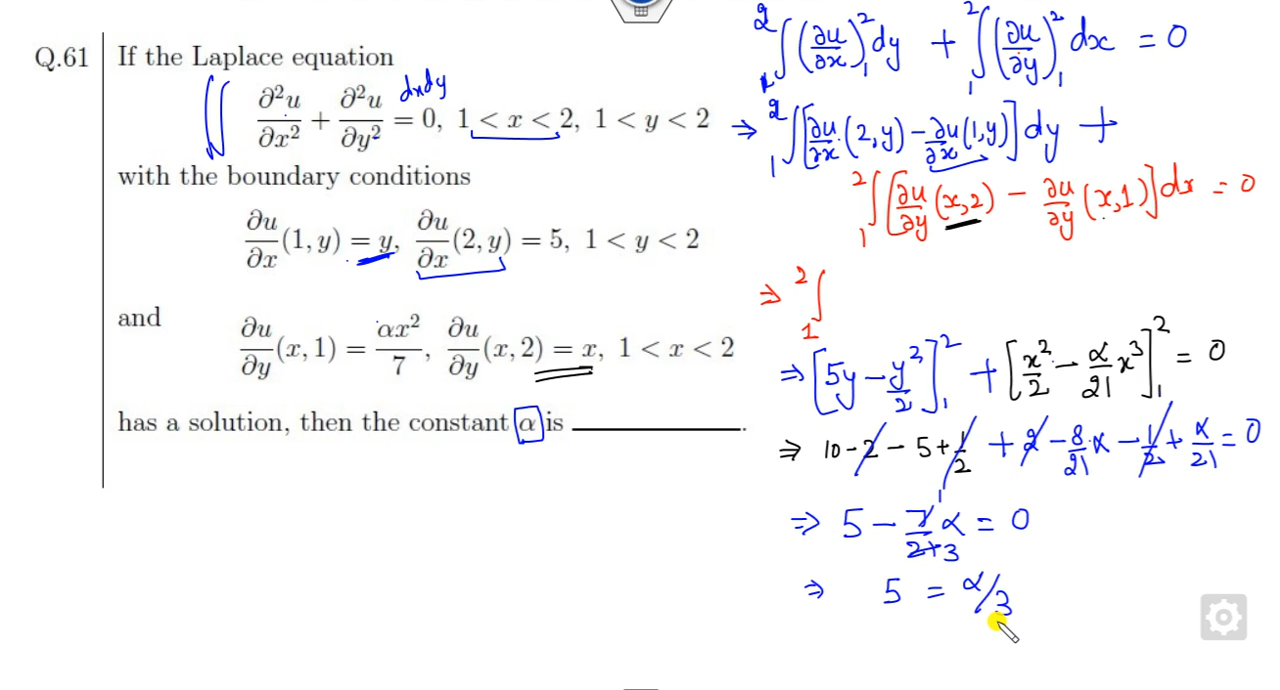 Q.61 If the Laplace equation
∬ ∂²u/∂x² + ∂²u/∂y² dxdy = 0, 1 < x < 2, 1 < y < 2
with the boundary conditions
∂u/∂x (1, y) = y, ∂u/∂x (2, y) = 5, 1 < y < 2
and ∂u/∂y (x, 1) = αx²/7, ∂u/∂y (x, 2) = x, 1 < x < 2
has a solution, then the constant α is ____________.
₁²∫ (∂u/∂x)₁² dy + ₁²∫ (∂u/∂y)₁² dx = 0
⇒ ₁²∫ [∂u/∂x (2,y) − ∂u/∂x (1,y)] dy +
₁²∫ [∂u/∂y (x,2) − ∂u/∂y (x,1)] dx = 0
⇒ ₁²∫
⇒ [5y − y²/2]₁² + [x²/2 − α/21 x³]₁² = 0
⇒ 10 − 2 − 5 + 1/2 + 2 − 8/21 α − 1/2 + α/21 = 0
⇒ 5 − 7/21 3 α = 0
⇒ 5 = α/3